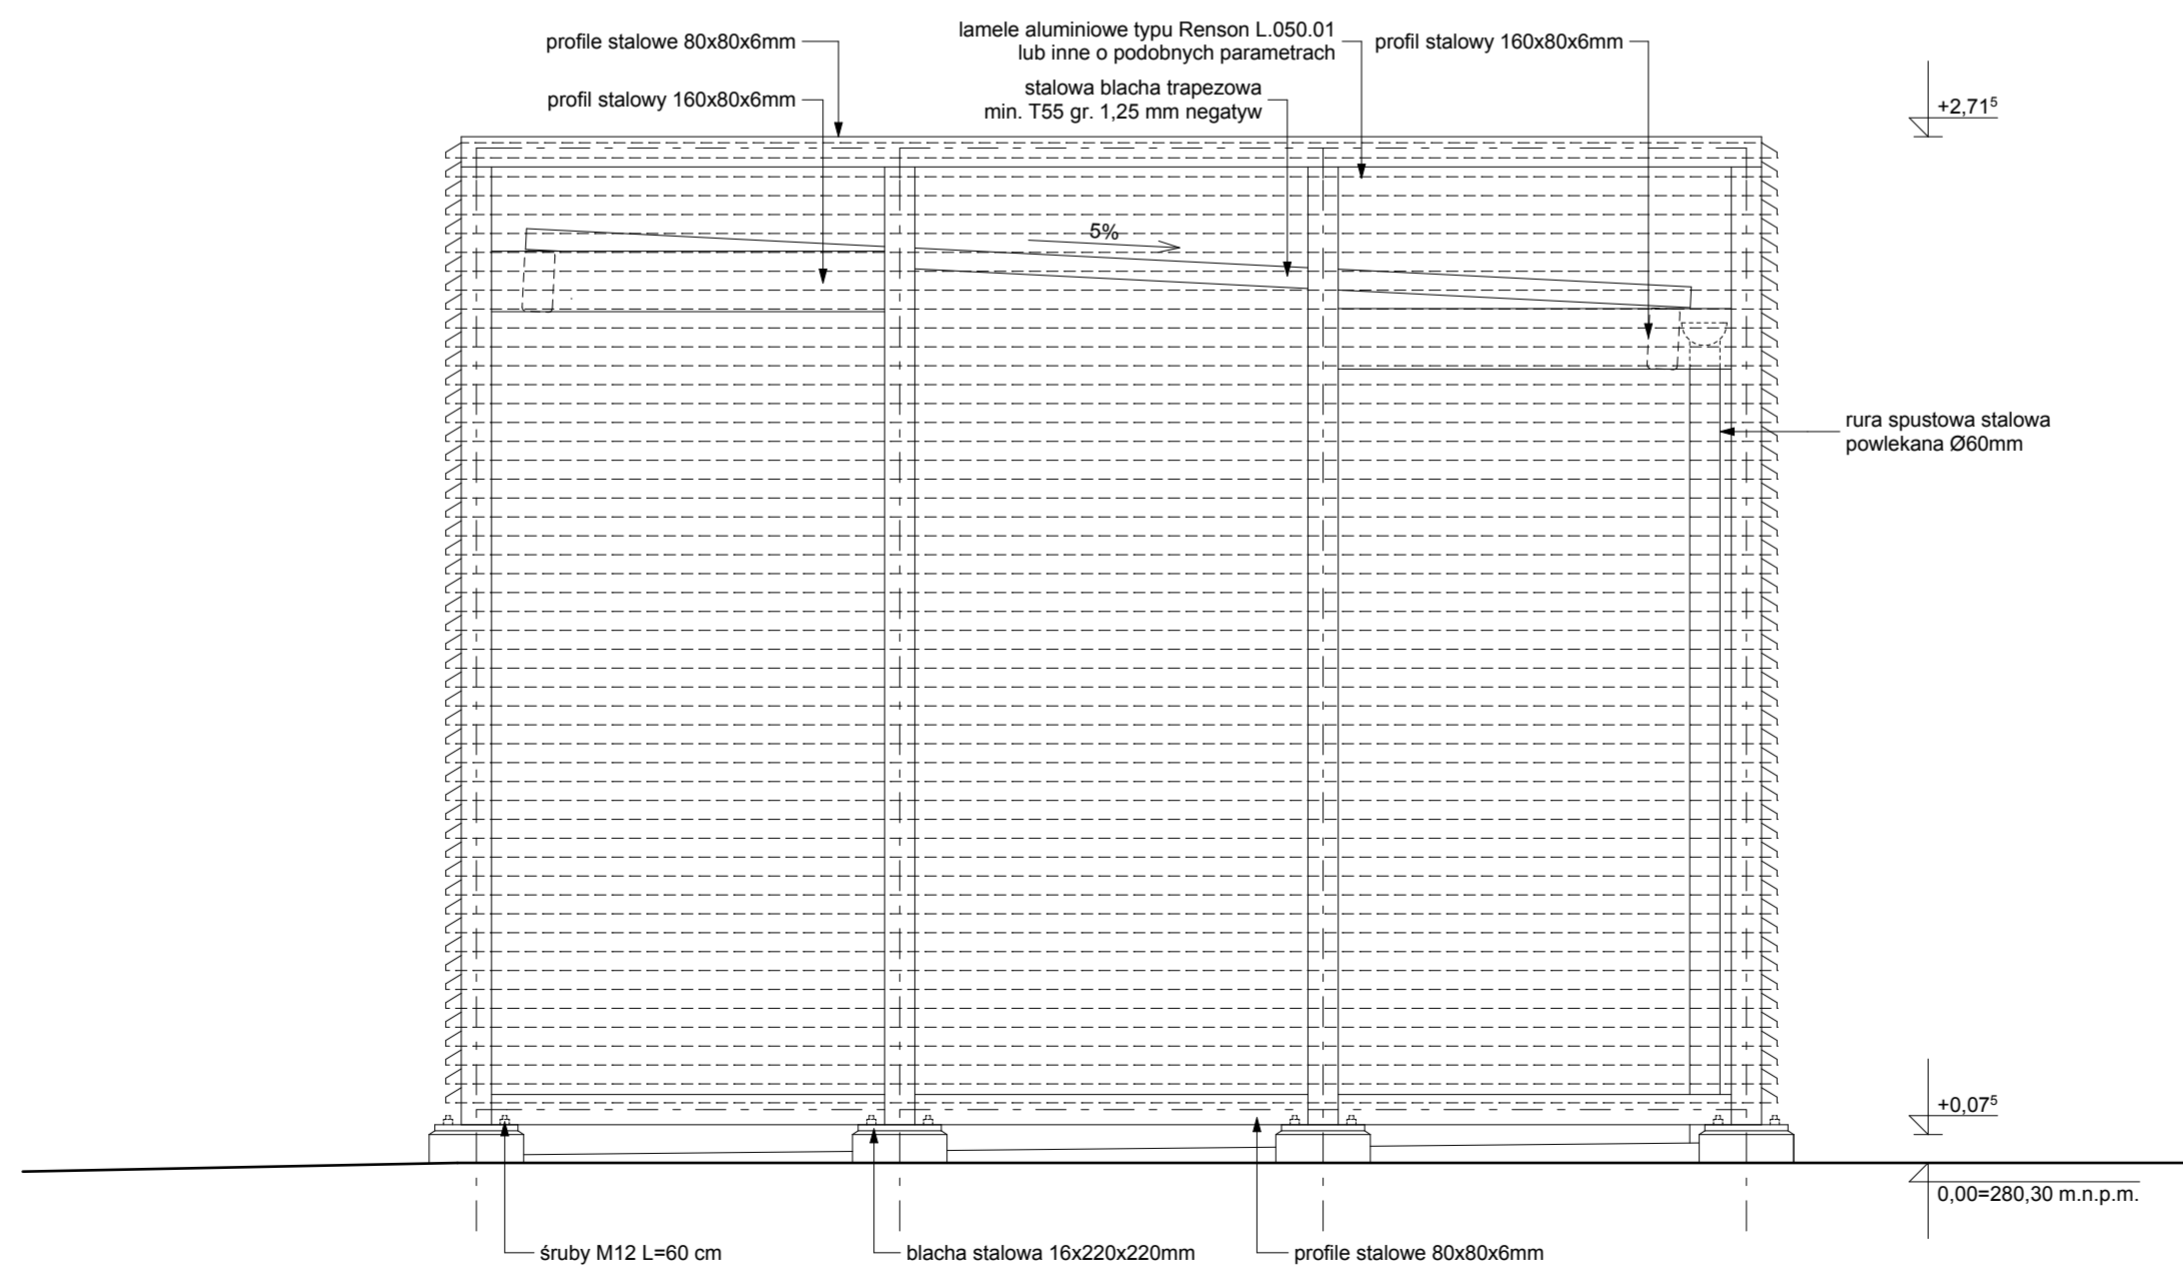 lamele aluminiowe typu Renson L.050.01
lub inne o podobnych parametrach
profile stalowe 80x80x6mm
profil stalowy 160x80x6mm
stalowa blacha trapezowa
min. T55 gr. 1,25 mm negatyw
profil stalowy 160x80x6mm
+2,71⁵
5%
rura spustowa stalowa
powlekana Ø60mm
+0,07⁵
0,00=280,30 m.n.p.m.
śruby M12 L=60 cm
blacha stalowa 16x220x220mm
profile stalowe 80x80x6mm